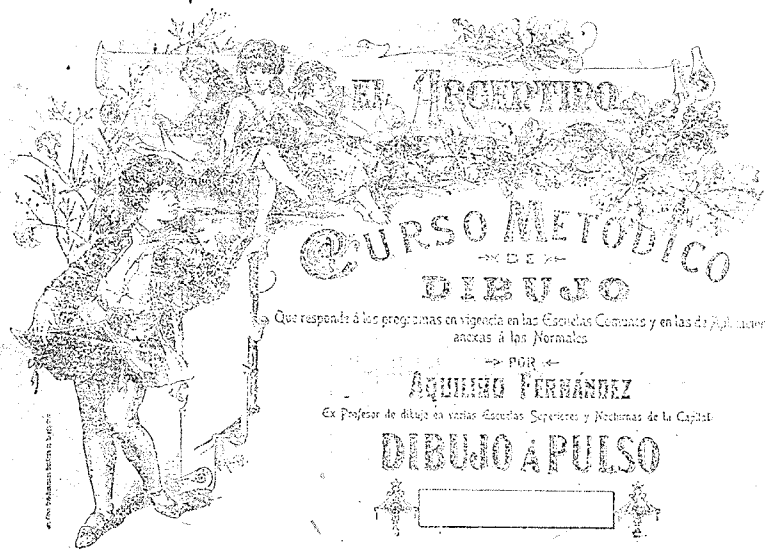 EL ARGENTINO
CURSO METÓDICO
DE
DIBUJO
Que responde á los programas en vigencia en las Escuelas Comunes y en las de Aplicacion
anexas á las Normales
POR
AQUILINO FERNÁNDEZ
Ex Profesor de dibujo en varias Escuelas Superiores y Nocturnas de la Capital
DIBUJO Á PULSO